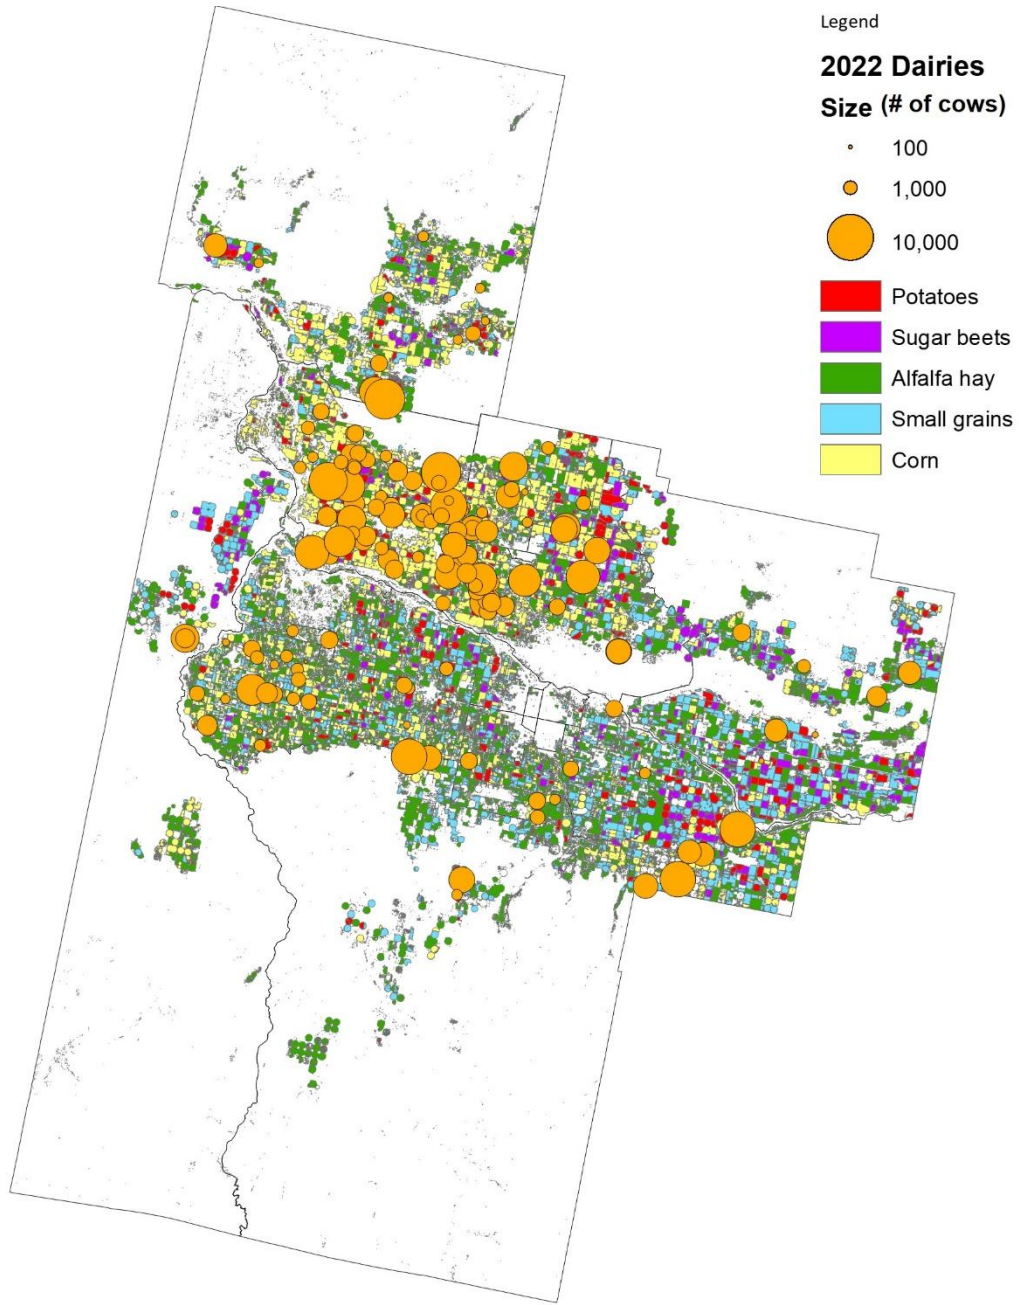 Legend
2022 Dairies
Size (# of cows)
100
1,000
10,000
Potatoes
Sugar beets
Alfalfa hay
Small grains
Corn